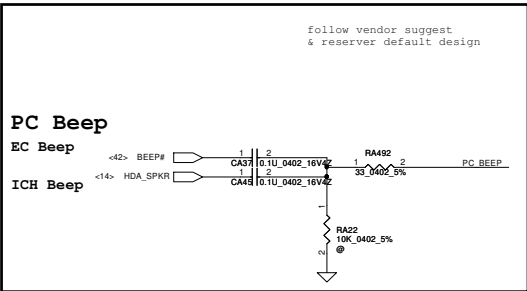 follow vendor suggest
& reserver default design
PC Beep
EC Beep
<42> BEEP#
1 2
CA37 0.1U_0402_16V4Z
<14> HDA_SPKR
1 2
CA45 0.1U_0402_16V4Z
ICH Beep
RA492
1 2
33_0402_5%
PC_BEEP
1
RA22
10K_0402_5%
2
@